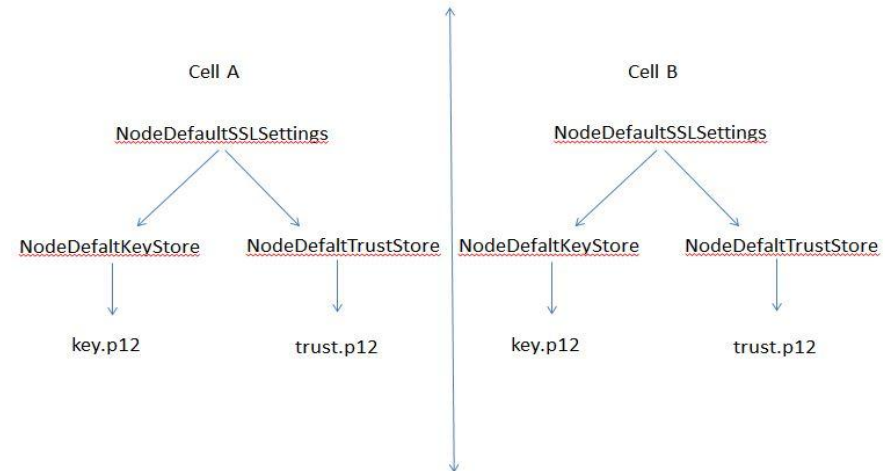 Cell A
NodeDefaultSSLSettings
NodeDefaltKeyStore
NodeDefaltTrustStore
key.p12
trust.p12
Cell B
NodeDefaultSSLSettings
NodeDefaltKeyStore
NodeDefaltTrustStore
key.p12
trust.p12